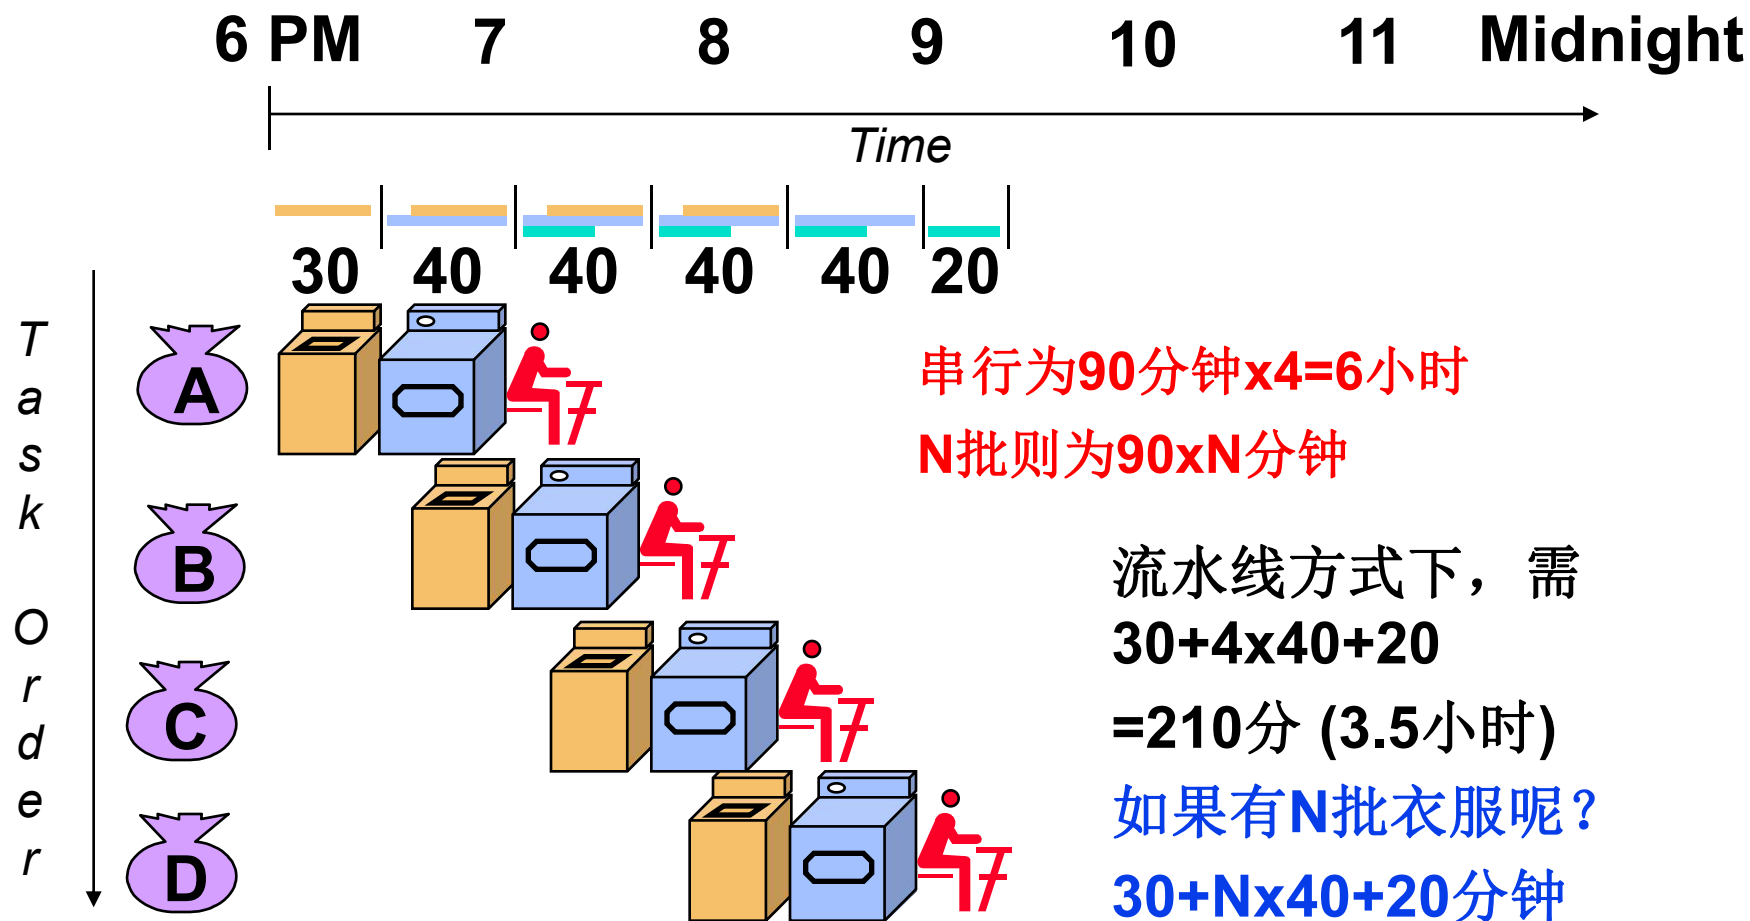 6 PM 7 8 9 10 11 Midnight
Time
30 40 40 40 40 20
Task Order
A
B
C
D
串行为90分钟x4=6小时
N批则为90xN分钟
流水线方式下，需
30+4x40+20
=210分 (3.5小时)
如果有N批衣服呢？
30+Nx40+20分钟